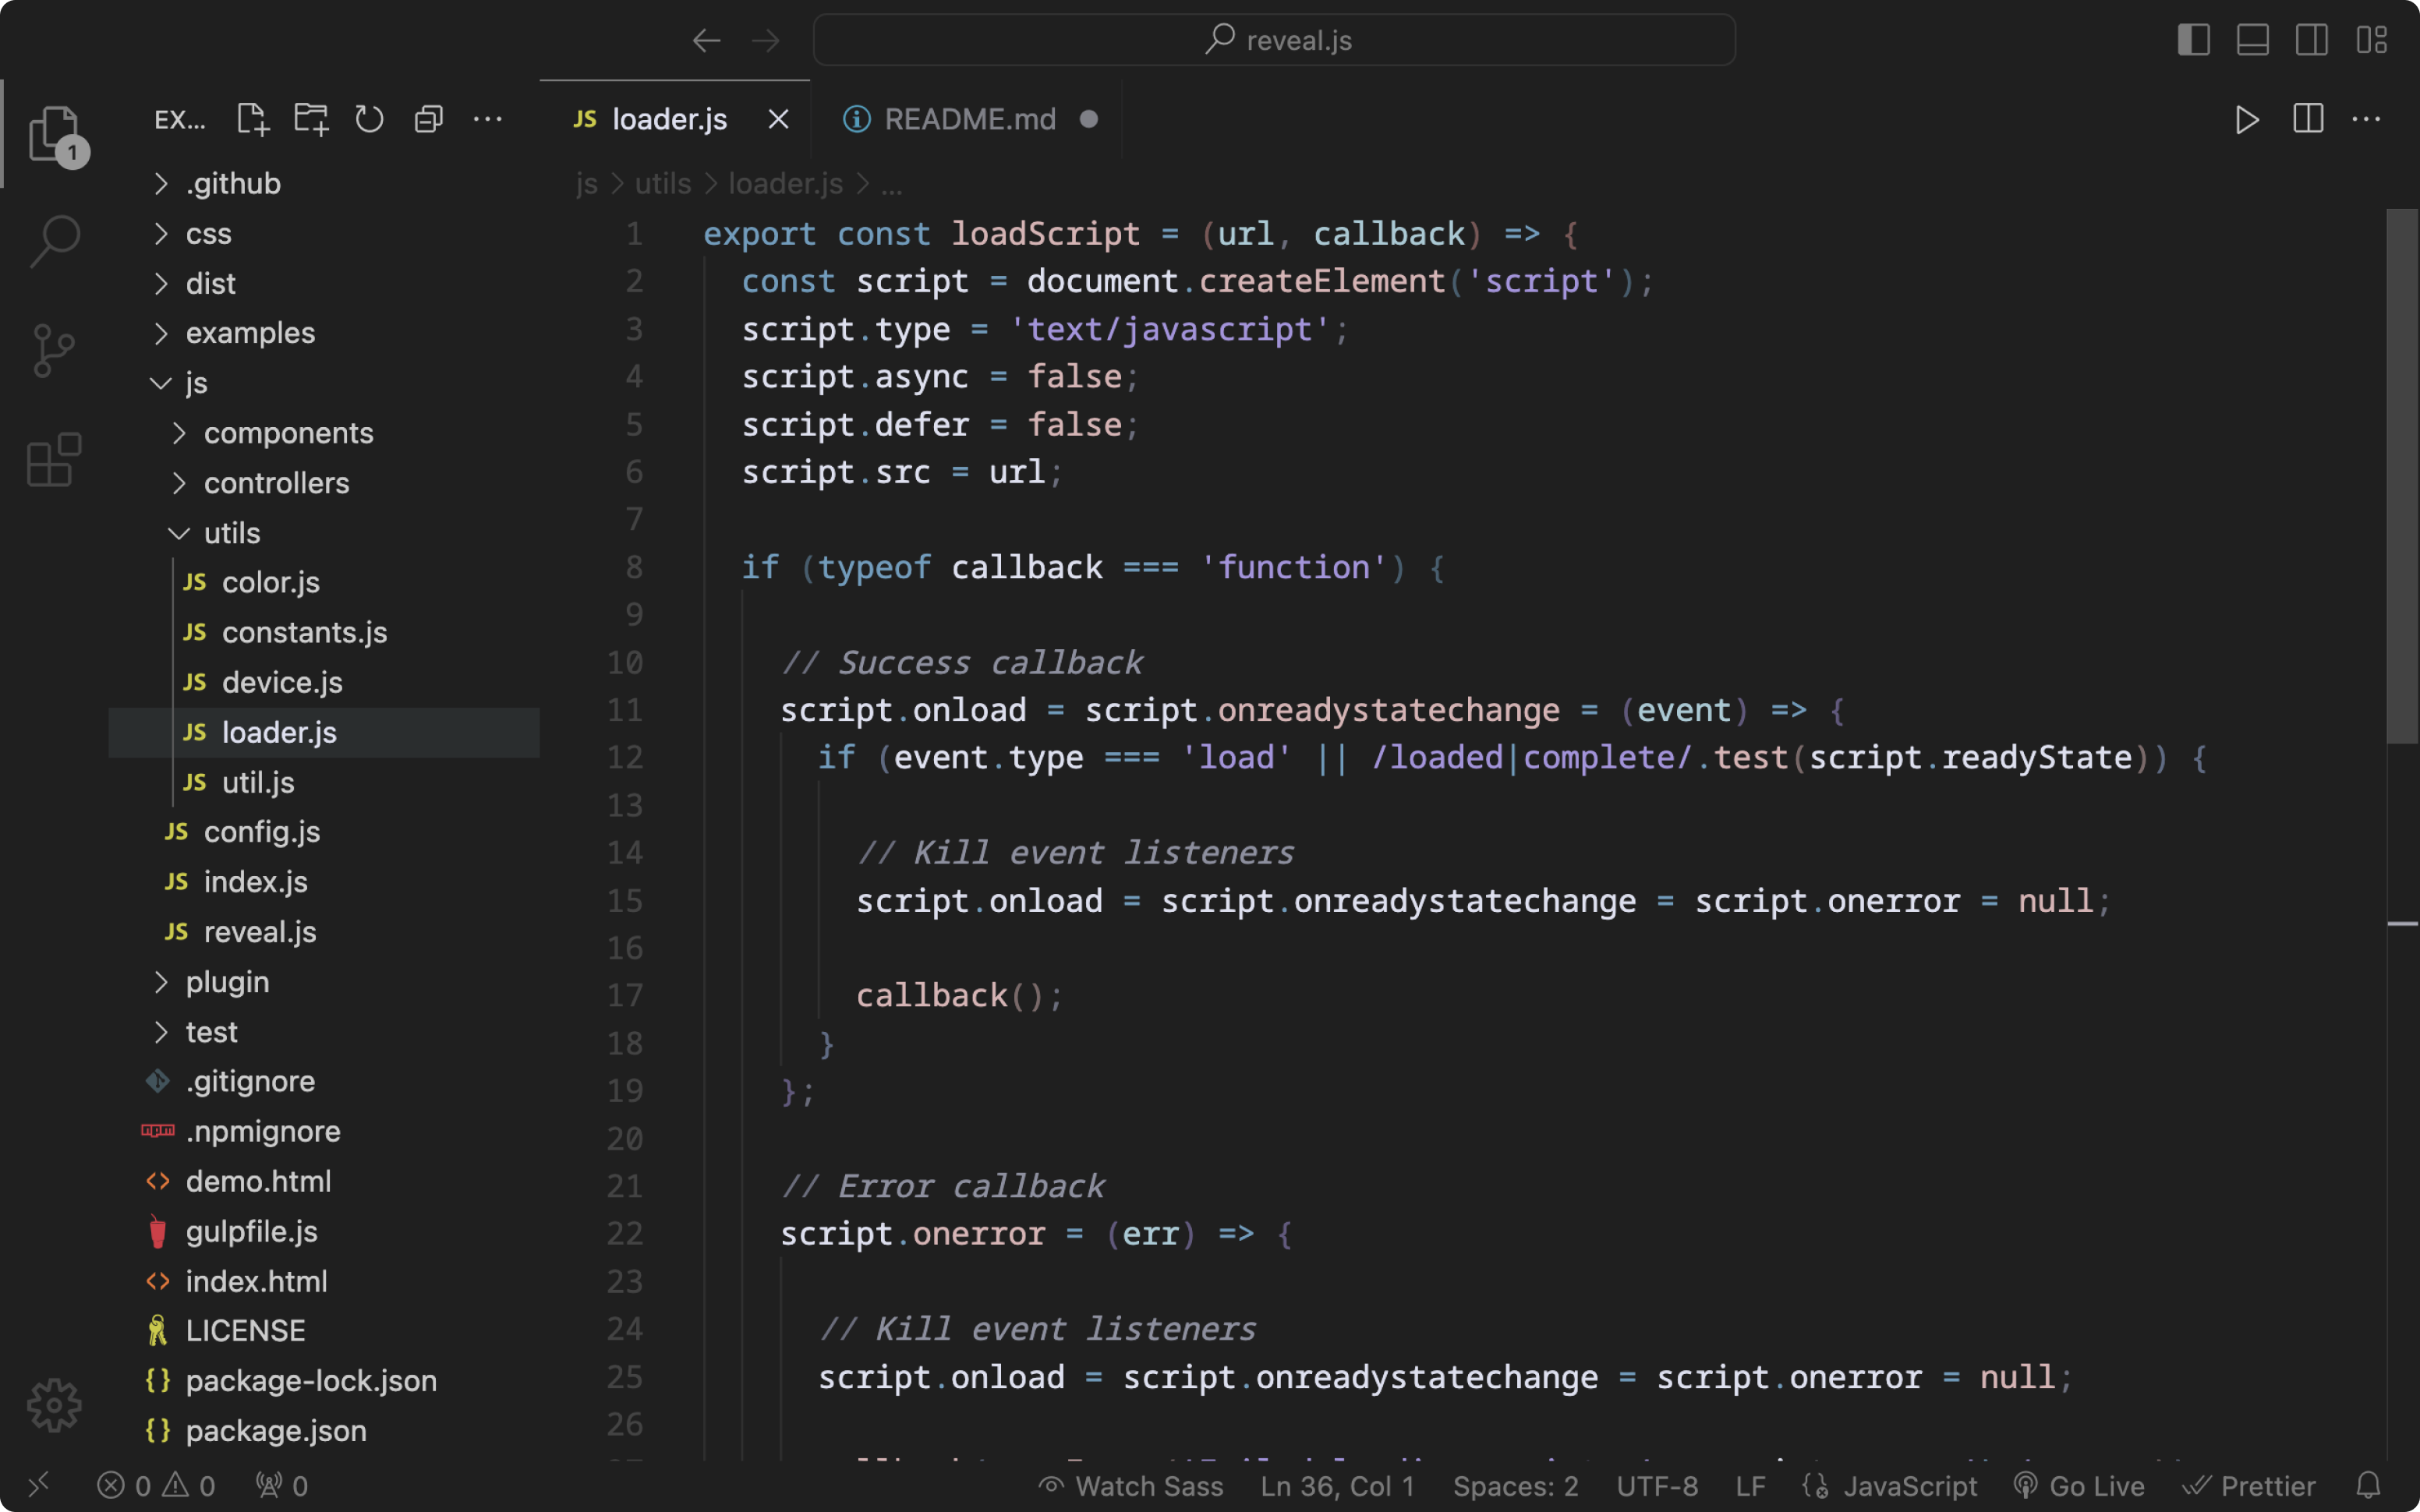 reveal.js
EX...
1
JS loader.js
README.md
js > utils > loader.js > ...
.github
css
dist
examples
js
components
controllers
utils
JS color.js
JS constants.js
JS device.js
JS loader.js
JS util.js
JS config.js
JS index.js
JS reveal.js
plugin
test
.gitignore
npm .npmignore
<> demo.html
gulpfile.js
<> index.html
LICENSE
{} package-lock.json
{} package.json
1 export const loadScript = (url, callback) => {
2 const script = document.createElement('script');
3 script.type = 'text/javascript';
4 script.async = false;
5 script.defer = false;
6 script.src = url;
7
8 if (typeof callback === 'function') {
9
10 // Success callback
11 script.onload = script.onreadystatechange = (event) => {
12 if (event.type === 'load' || /loaded|complete/.test(script.readyState)) {
13
14 // Kill event listeners
15 script.onload = script.onreadystatechange = script.onerror = null;
16
17 callback();
18 }
19 };
20
21 // Error callback
22 script.onerror = (err) => {
23
24 // Kill event listeners
25 script.onload = script.onreadystatechange = script.onerror = null;
26
0 0 0
Watch Sass Ln 36, Col 1 Spaces: 2 UTF-8 LF JavaScript Go Live Prettier